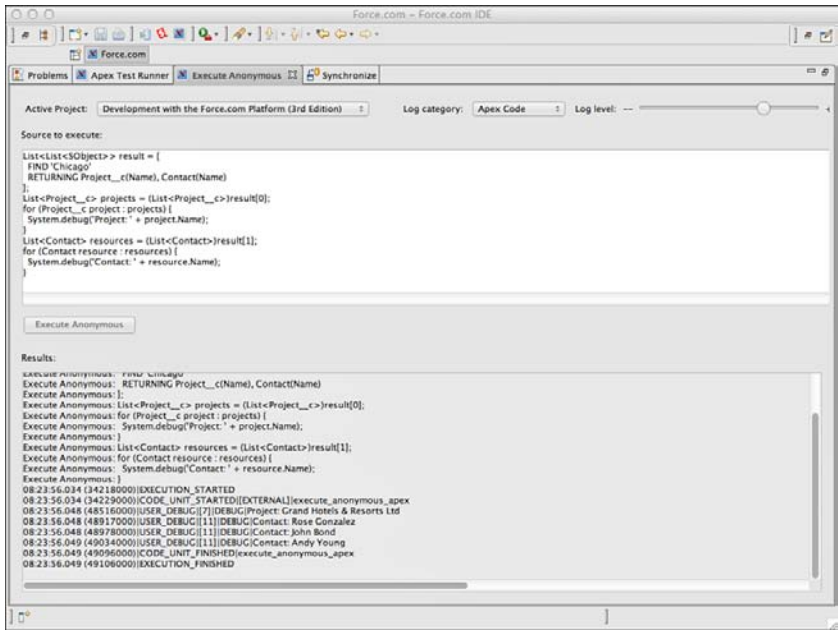 Force.com - Force.com IDE
Force.com
Problems Apex Test Runner Execute Anonymous Synchronize
Active Project: Development with the Force.com Platform (3rd Edition) Log category: Apex Code Log level: --
Source to execute:
List<List<SObject>> result = [
FIND 'Chicago'
RETURNING Project__c(Name), Contact(Name)
];
List<Project__c> projects = (List<Project__c>)result[0];
for (Project__c project : projects) {
System.debug('Project: ' + project.Name);
}
List<Contact> resources = (List<Contact>)result[1];
for (Contact resource : resources) {
System.debug('Contact: ' + resource.Name);
}
Execute Anonymous
Results:
Execute Anonymous: FIND 'Chicago'
Execute Anonymous: RETURNING Project__c(Name), Contact(Name)
Execute Anonymous: ];
Execute Anonymous: List<Project__c> projects = (List<Project__c>)result[0];
Execute Anonymous: for (Project__c project : projects) {
Execute Anonymous: System.debug('Project: ' + project.Name);
Execute Anonymous: }
Execute Anonymous: List<Contact> resources = (List<Contact>)result[1];
Execute Anonymous: for (Contact resource : resources) {
Execute Anonymous: System.debug('Contact: ' + resource.Name);
Execute Anonymous: }
08:23:56.034 (34218000)|EXECUTION_STARTED
08:23:56.034 (34229000)|CODE_UNIT_STARTED|[EXTERNAL]|execute_anonymous_apex
08:23:56.048 (48516000)|USER_DEBUG|[7]|DEBUG|Project: Grand Hotels & Resorts Ltd
08:23:56.048 (48917000)|USER_DEBUG|[11]|DEBUG|Contact: Rose Gonzalez
08:23:56.048 (48978000)|USER_DEBUG|[11]|DEBUG|Contact: John Bond
08:23:56.049 (49034000)|USER_DEBUG|[11]|DEBUG|Contact: Andy Young
08:23:56.049 (49096000)|CODE_UNIT_FINISHED|execute_anonymous_apex
08:23:56.049 (49106000)|EXECUTION_FINISHED